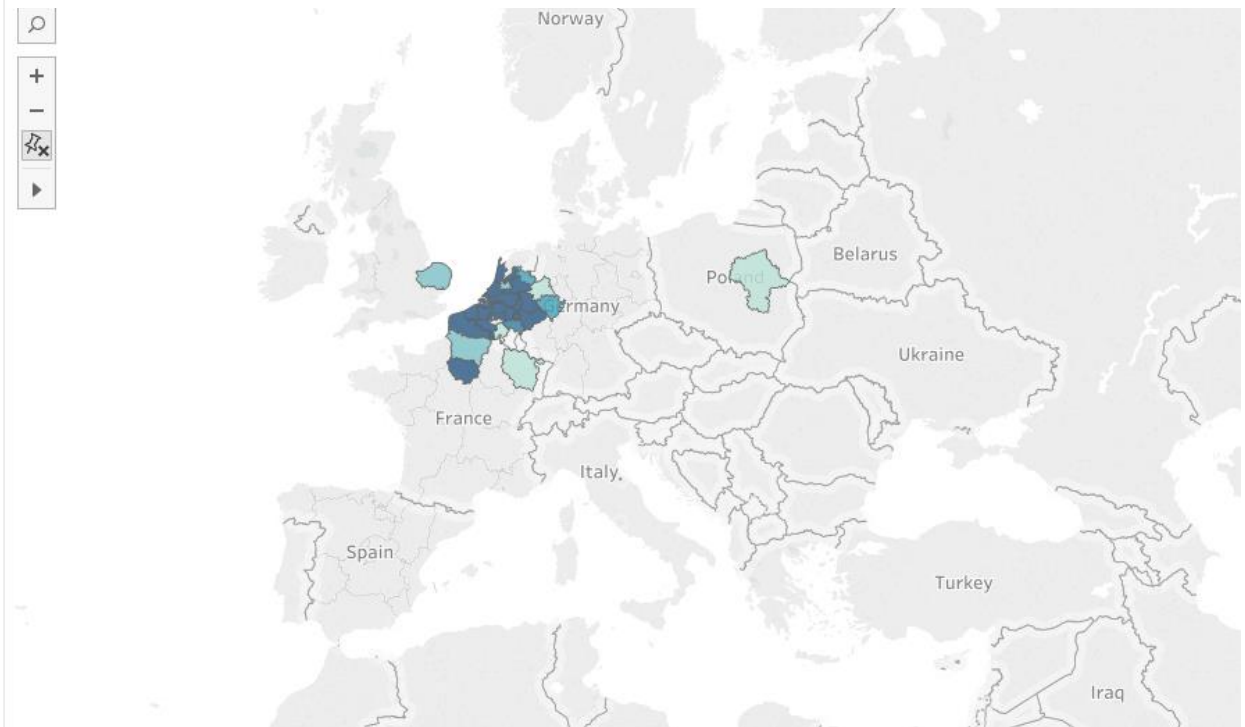 Norway
Belarus
Poland
Germany
Ukraine
France
Italy
Spain
Turkey
Iraq